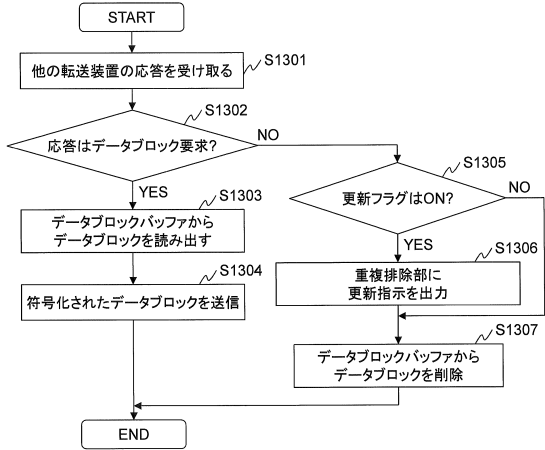 START
他の転送装置の応答を受け取る
S1301
応答はデータブロック要求?
S1302
NO
YES
データブロックバッファから
データブロックを読み出す
S1303
符号化されたデータブロックを送信
S1304
更新フラグはON?
S1305
NO
YES
重複排除部に
更新指示を出力
S1306
データブロックバッファから
データブロックを削除
S1307
END